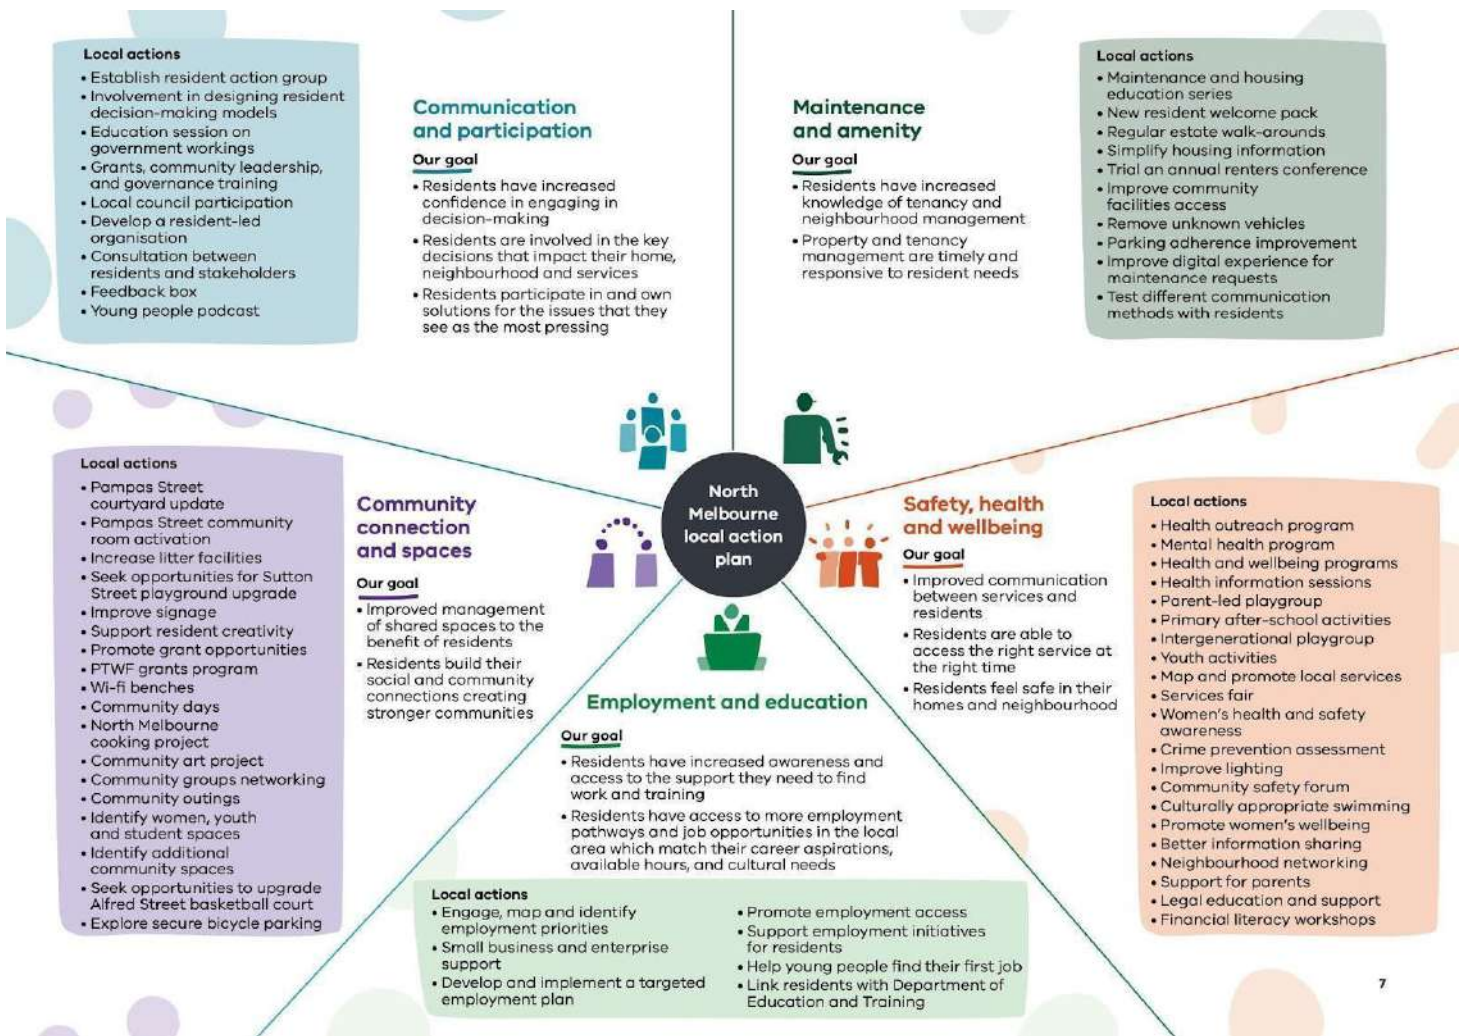 Local actions
• Establish resident action group
• Involvement in designing resident
decision-making models
• Education session on
government workings
• Grants, community leadership,
and governance training
• Local council participation
• Develop a resident-led
organisation
• Consultation between
residents and stakeholders
• Feedback box
• Young people podcast
Communication
and participation
Our goal
• Residents have increased
confidence in engaging in
decision-making
• Residents are involved in the key
decisions that impact their home,
neighbourhood and services
• Residents participate in and own
solutions for the issues that they
see as the most pressing
Maintenance
and amenity
Our goal
• Residents have increased
knowledge of tenancy and
neighbourhood management
• Property and tenancy
management are timely and
responsive to resident needs
Local actions
• Maintenance and housing
education series
• New resident welcome pack
• Regular estate walk-arounds
• Simplify housing information
• Trial an annual renters conference
• Improve community
facilities access
• Remove unknown vehicles
• Parking adherence improvement
• Improve digital experience for
maintenance requests
• Test different communication
methods with residents
Local actions
• Pampas Street
courtyard update
• Pampas Street community
room activation
• Increase litter facilities
• Seek opportunities for Sutton
Street playground upgrade
• Improve signage
• Support resident creativity
• Promote grant opportunities
• PTWF grants program
• Wi-fi benches
• Community days
• North Melbourne
cooking project
• Community art project
• Community groups networking
• Community outings
• Identify women, youth
and student spaces
• Identify additional
community spaces
• Seek opportunities to upgrade
Alfred Street basketball court
• Explore secure bicycle parking
Community
connection
and spaces
Our goal
• Improved management
of shared spaces to the
benefit of residents
• Residents build their
social and community
connections creating
stronger communities
North
Melbourne
local action
plan
Safety, health
and wellbeing
Our goal
• Improved communication
between services and
residents
• Residents are able to
access the right service at
the right time
• Residents feel safe in their
homes and neighbourhood
Local actions
• Health outreach program
• Mental health program
• Health and wellbeing programs
• Health information sessions
• Parent-led playgroup
• Primary after-school activities
• Intergenerational playgroup
• Youth activities
• Map and promote local services
• Services fair
• Women's health and safety
awareness
• Crime prevention assessment
• Improve lighting
• Community safety forum
• Culturally appropriate swimming
• Promote women's wellbeing
• Better information sharing
• Neighbourhood networking
• Support for parents
• Legal education and support
• Financial literacy workshops
Employment and education
Our goal
• Residents have increased awareness and
access to the support they need to find
work and training
• Residents have access to more employment
pathways and job opportunities in the local
area which match their career aspirations,
available hours, and cultural needs
Local actions
• Engage, map and identify
employment priorities
• Small business and enterprise
support
• Develop and implement a targeted
employment plan
• Promote employment access
• Support employment initiatives
for residents
• Help young people find their first job
• Link residents with Department of
Education and Training
7